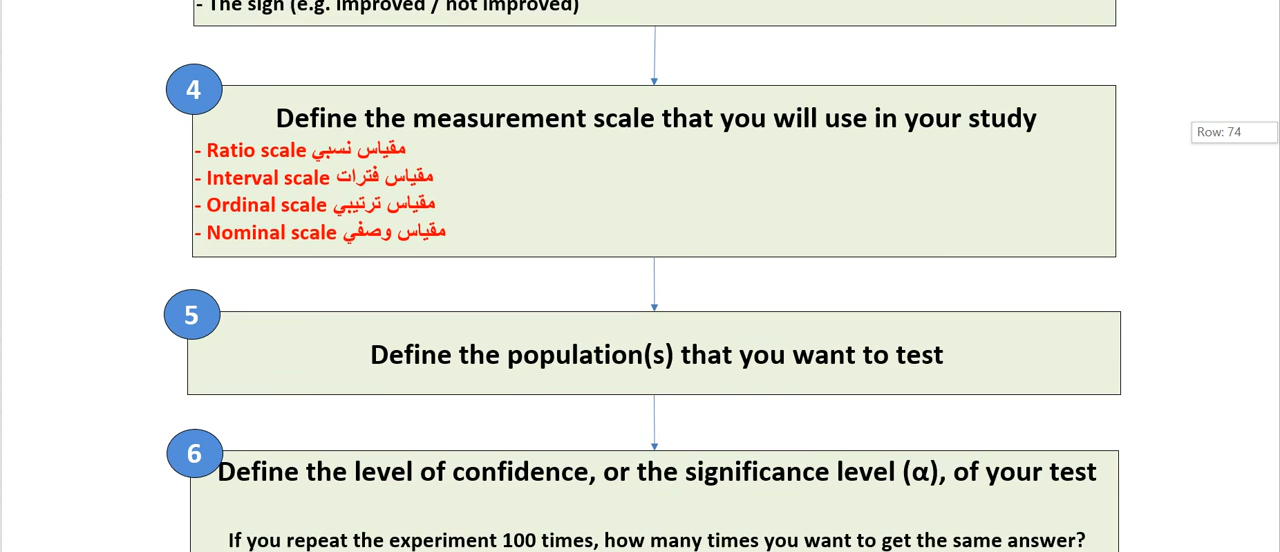 - The sign (e.g. improved / not improved)
4
Define the measurement scale that you will use in your study
- Ratio scale مقياس نسبي
- Interval scale مقياس فترات
- Ordinal scale مقياس ترتيبي
- Nominal scale مقياس وصفي
Row: 74
5
Define the population(s) that you want to test
6
Define the level of confidence, or the significance level (α), of your test
If you repeat the experiment 100 times, how many times you want to get the same answer?